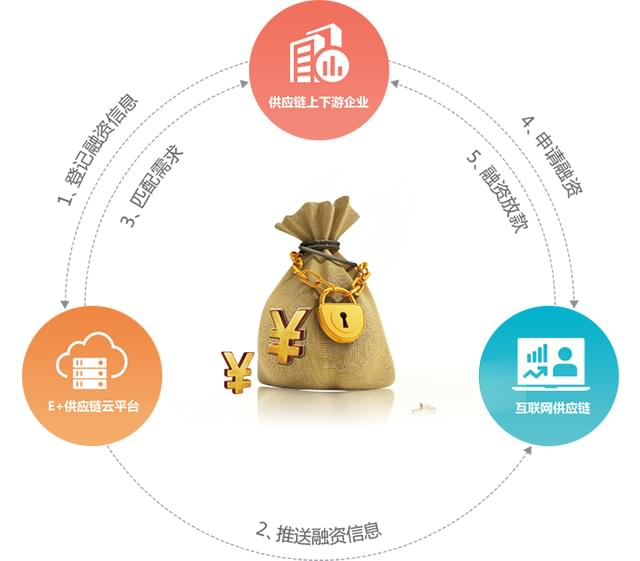 供应链上下游企业
1、登记融资信息
3、匹配需求
4、申请融资
5、融资放款
¥
¥
E+供应链云平台
互联网供应链
2、推送融资信息